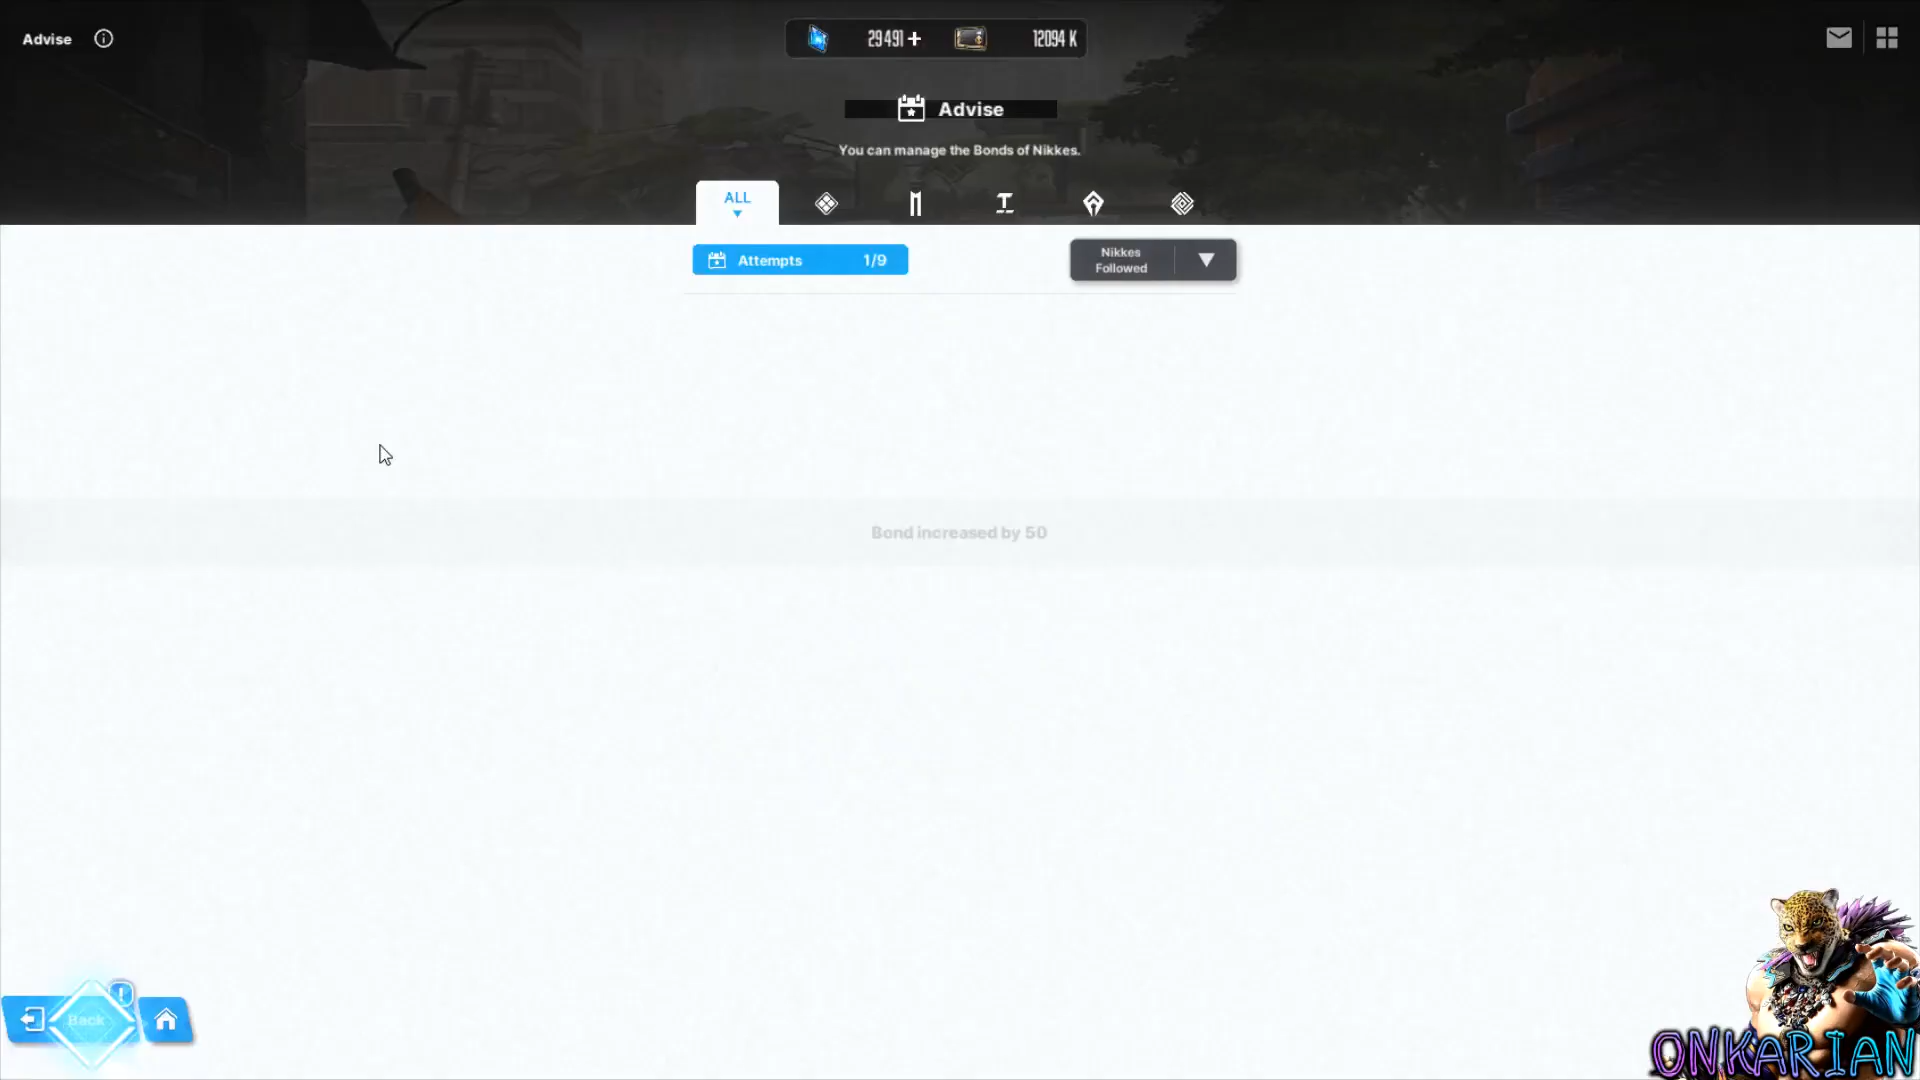 Advise
29491
12094 K
Advise
You can manage the Bonds of Nikkes.
ALL
Attempts 1/9
Nikkes
Followed
Bond increased by 50
Back
ONKARIAN